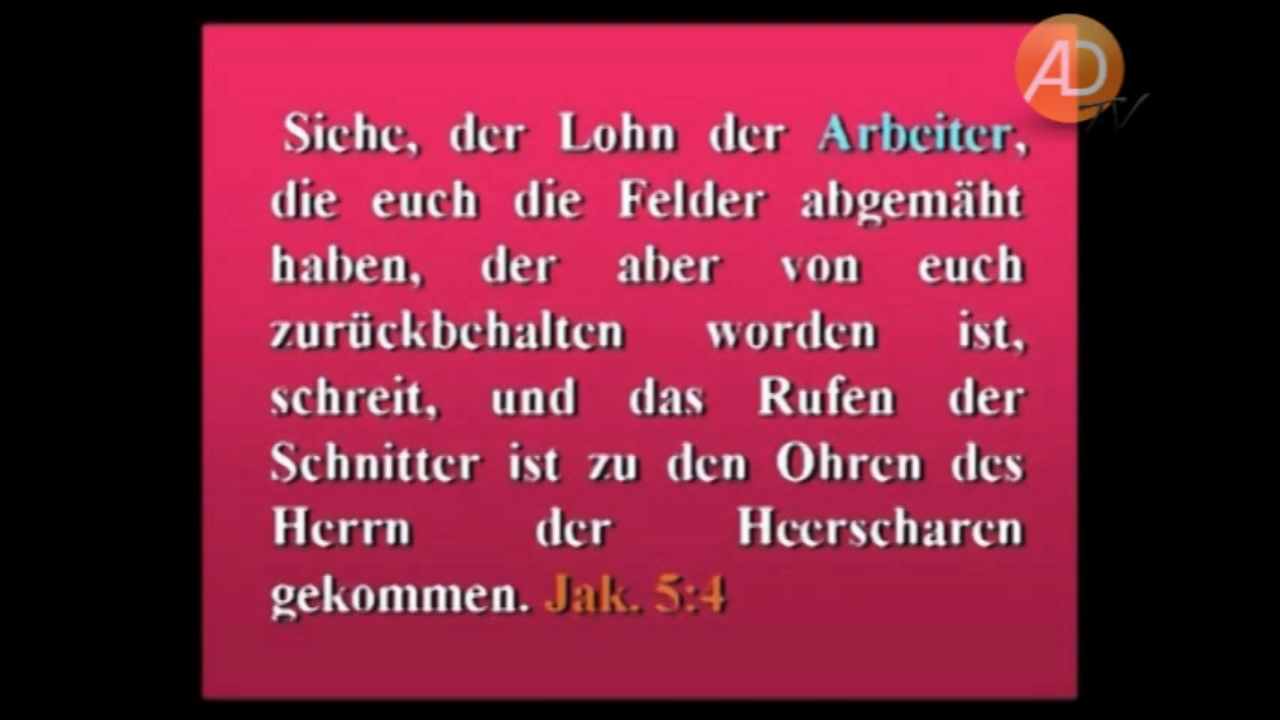 AD
TV
Siehe, der Lohn der Arbeiter,
die euch die Felder abgemäht
haben, der aber von euch
zurückbehalten worden ist,
schreit, und das Rufen der
Schnitter ist zu den Ohren des
Herrn der Heerscharen
gekommen. Jak. 5:4